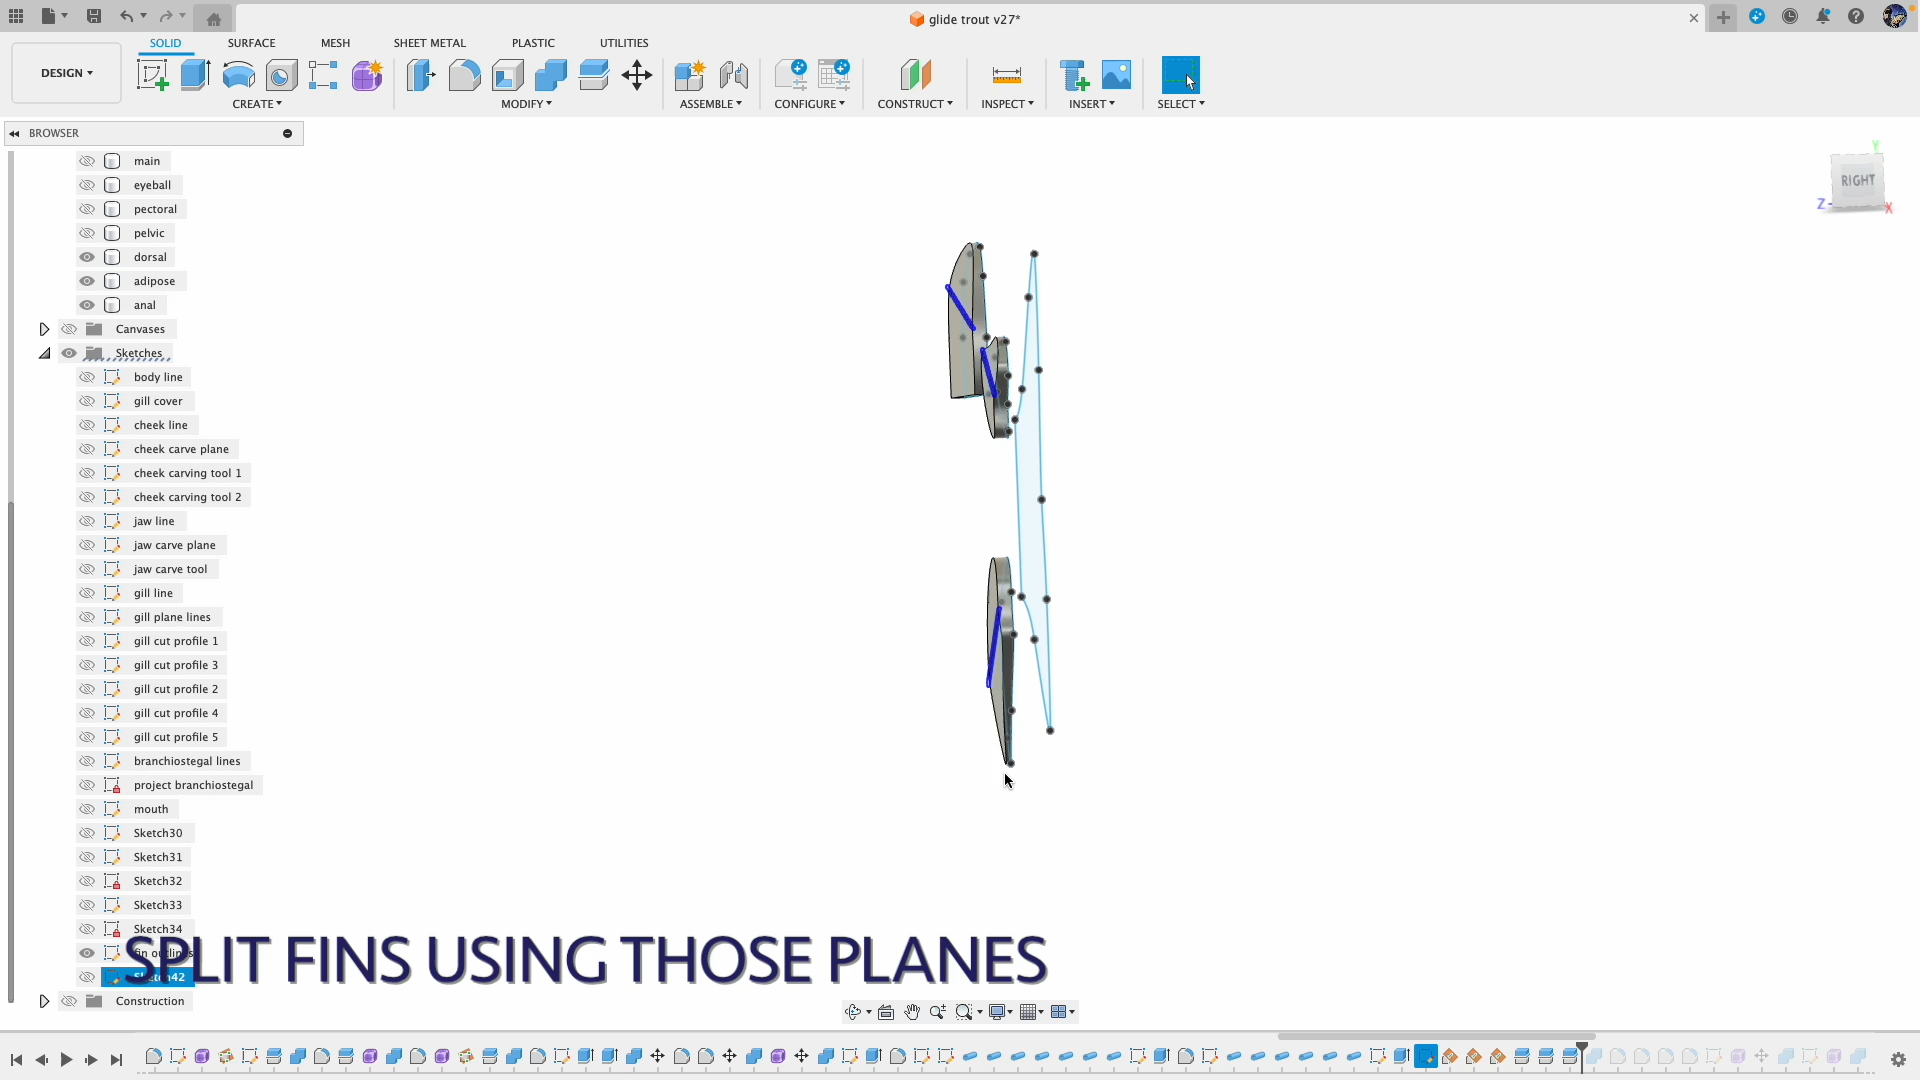 glide trout v27*
SOLID SURFACE MESH SHEET METAL PLASTIC UTILITIES
DESIGN
CREATE MODIFY ASSEMBLE CONFIGURE CONSTRUCT INSPECT INSERT SELECT
BROWSER
main
eyeball
pectoral
pelvic
dorsal
adipose
anal
Canvases
Sketches
body line
gill cover
cheek line
cheek carve plane
cheek carving tool 1
cheek carving tool 2
jaw line
jaw carve plane
jaw carve tool
gill line
gill plane lines
gill cut profile 1
gill cut profile 3
gill cut profile 2
gill cut profile 4
gill cut profile 5
branchiostegal lines
project branchiostegal
mouth
Sketch30
Sketch31
Sketch32
Sketch33
Sketch34
fin outlines
Sketch42
Construction
SPLIT FINS USING THOSE PLANES
Y
RIGHT
Z
X